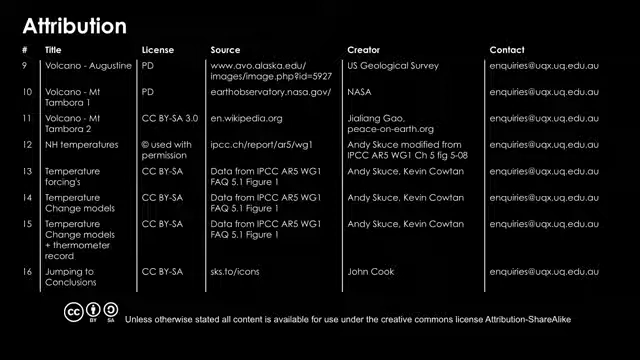 Attribution
# Title License Source Creator Contact
9 Volcano - Augustine PD www.avo.alaska.edu/ US Geological Survey enquiries@uqx.uq.edu.au
images/image.php?id=5927
10 Volcano - Mt PD earthobservatory.nasa.gov/ NASA enquiries@uqx.uq.edu.au
Tambora 1
11 Volcano - Mt CC BY-SA 3.0 en.wikipedia.org Jialiang Gao, enquiries@uqx.uq.edu.au
Tambora 2 peace-on-earth.org
12 NH temperatures © used with ipcc.ch/report/ar5/wg1 Andy Skuce modified from enquiries@uqx.uq.edu.au
permission IPCC AR5 WG1 Ch 5 fig 5-08
13 Temperature CC BY-SA Data from IPCC AR5 WG1 Andy Skuce, Kevin Cowtan enquiries@uqx.uq.edu.au
forcing's FAQ 5.1 Figure 1
14 Temperature CC BY-SA Data from IPCC AR5 WG1 Andy Skuce, Kevin Cowtan enquiries@uqx.uq.edu.au
Change models FAQ 5.1 Figure 1
15 Temperature CC BY-SA Data from IPCC AR5 WG1 Andy Skuce, Kevin Cowtan enquiries@uqx.uq.edu.au
Change models FAQ 5.1 Figure 1
+ thermometer
record
16 Jumping to CC BY-SA sks.to/icons John Cook enquiries@uqx.uq.edu.au
Conclusions
cc BY SA Unless otherwise stated all content is available for use under the creative commons license Attribution-ShareAlike